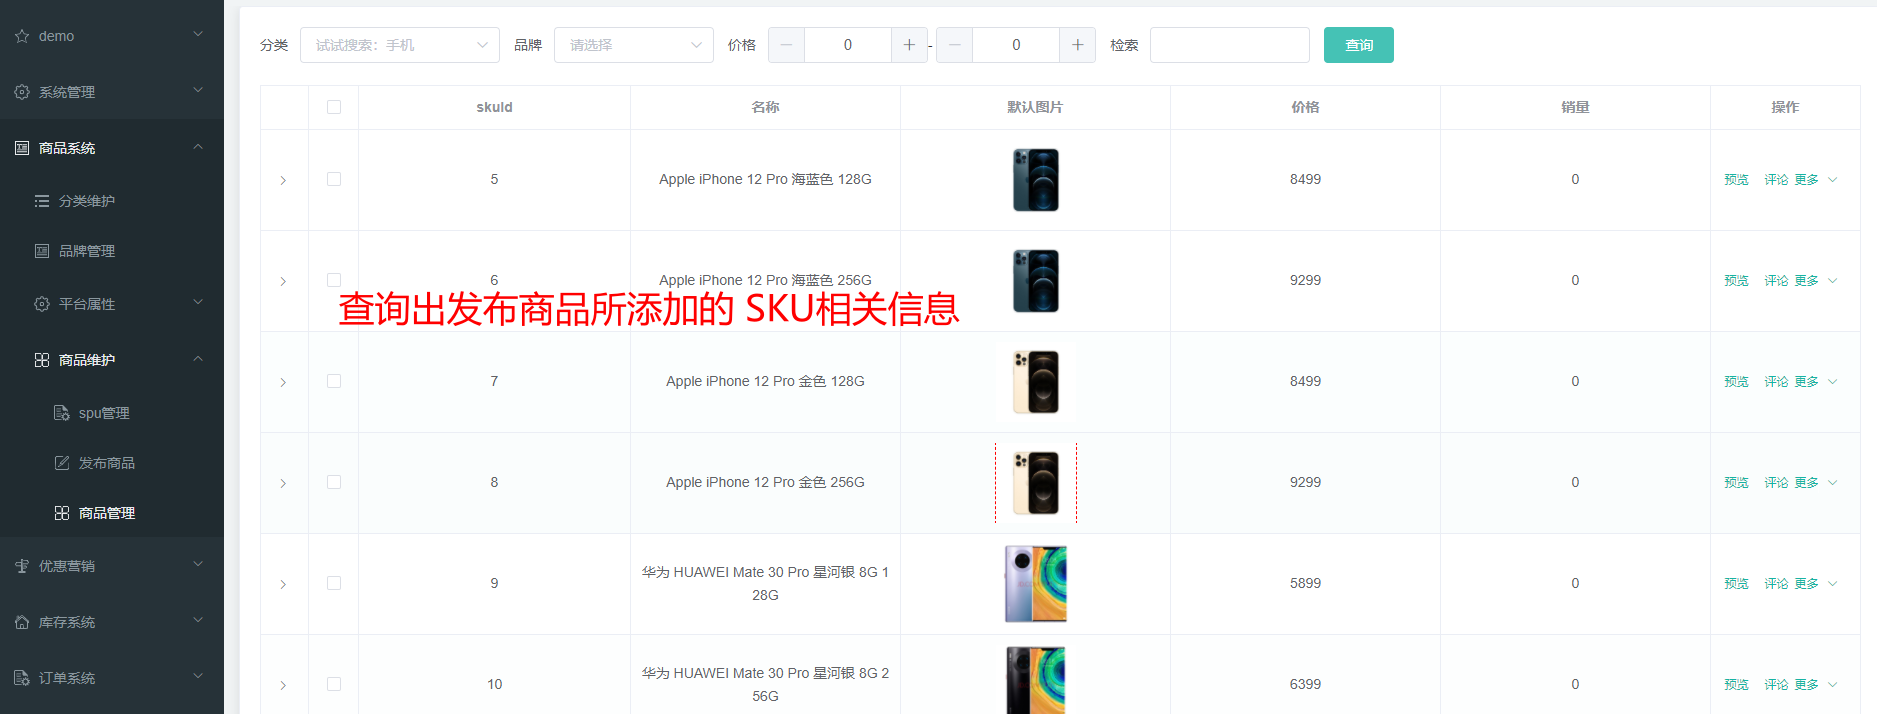 demo
系统管理
商品系统
分类维护
品牌管理
平台属性
商品维护
spu管理
发布商品
商品管理
优惠营销
库存系统
订单系统
分类 试试搜索：手机 品牌 请选择 价格 0 - 0 检索 查询
skuId 名称 默认图片 价格 销量 操作
5 Apple iPhone 12 Pro 海蓝色 128G 8499 0 预览 评论 更多
6 Apple iPhone 12 Pro 海蓝色 256G 9299 0 预览 评论 更多
查询出发布商品所添加的 SKU相关信息
7 Apple iPhone 12 Pro 金色 128G 8499 0 预览 评论 更多
8 Apple iPhone 12 Pro 金色 256G 9299 0 预览 评论 更多
9 华为 HUAWEI Mate 30 Pro 星河银 8G 1 5899 0 预览 评论 更多
28G
10 华为 HUAWEI Mate 30 Pro 星河银 8G 2 6399 0 预览 评论 更多
56G